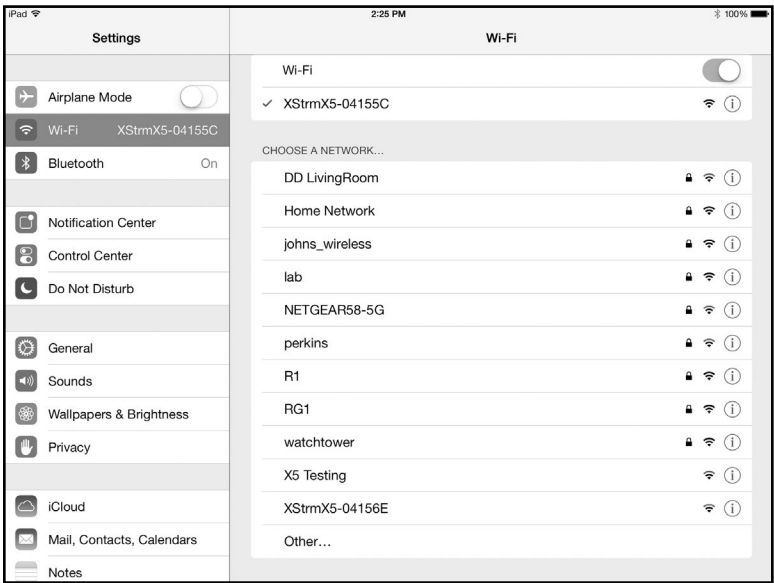 iPad 2:25 PM 100%
Settings
Wi-Fi
Airplane Mode
Wi-Fi XStrmX5-04155C
Bluetooth On
Notification Center
Control Center
Do Not Disturb
General
Sounds
Wallpapers & Brightness
Privacy
iCloud
Mail, Contacts, Calendars
Notes
Wi-Fi
XStrmX5-04155C
CHOOSE A NETWORK...
DD LivingRoom
Home Network
johns_wireless
lab
NETGEAR58-5G
perkins
R1
RG1
watchtower
X5 Testing
XStrmX5-04156E
Other...